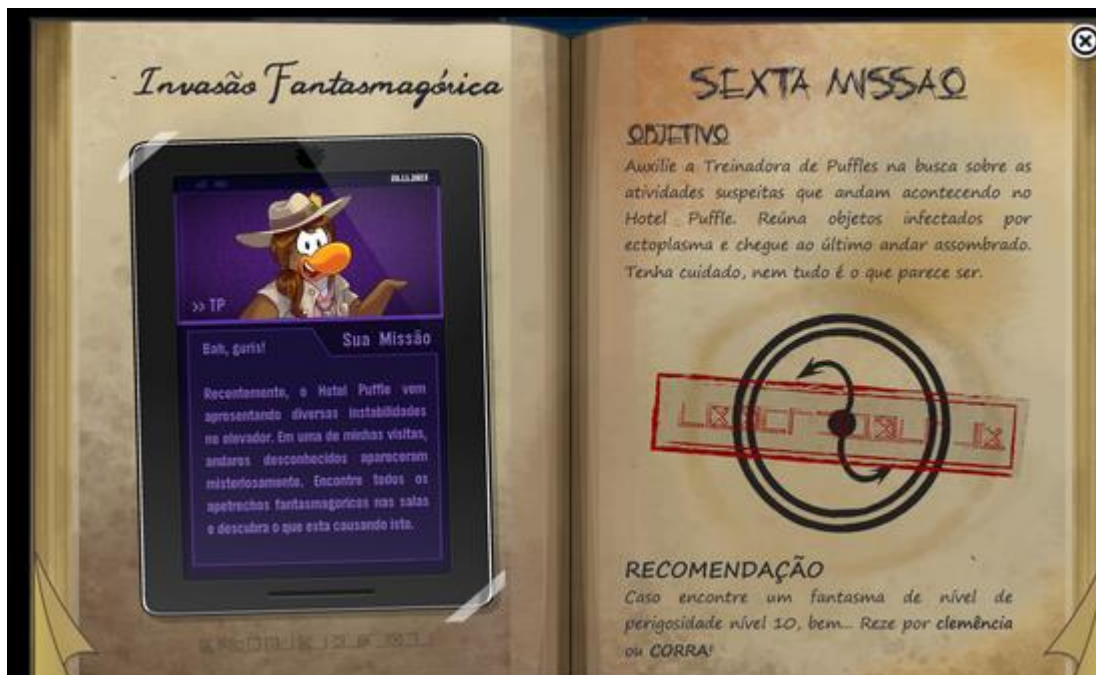 Invasão Fantasmagórica
>> TP
Bah, guris!
Sua Missão
Recentemente, o Hotel Puffle vem
apresentando diversas instabilidades
no elevador. Em uma de minhas visitas,
andares desconhecidos apareceram
misteriosamente. Encontre todos os
apetrechos fantasmagoricos nas salas
e descubra o que esta causando isto.
SEXTA MISSAO
OBJETIVO
Auxilie a Treinadora de Puffles na busca sobre as
atividades suspeitas que andam acontecendo no
Hotel Puffle. Reúna objetos infectados por
ectoplasma e chegue ao último andar assombrado.
Tenha cuidado, nem tudo é o que parece ser.
RECOMENDAÇÃO
Caso encontre um fantasma de nível de
perigosidade nível 10, bem... Reze por clemência
ou CORRA!